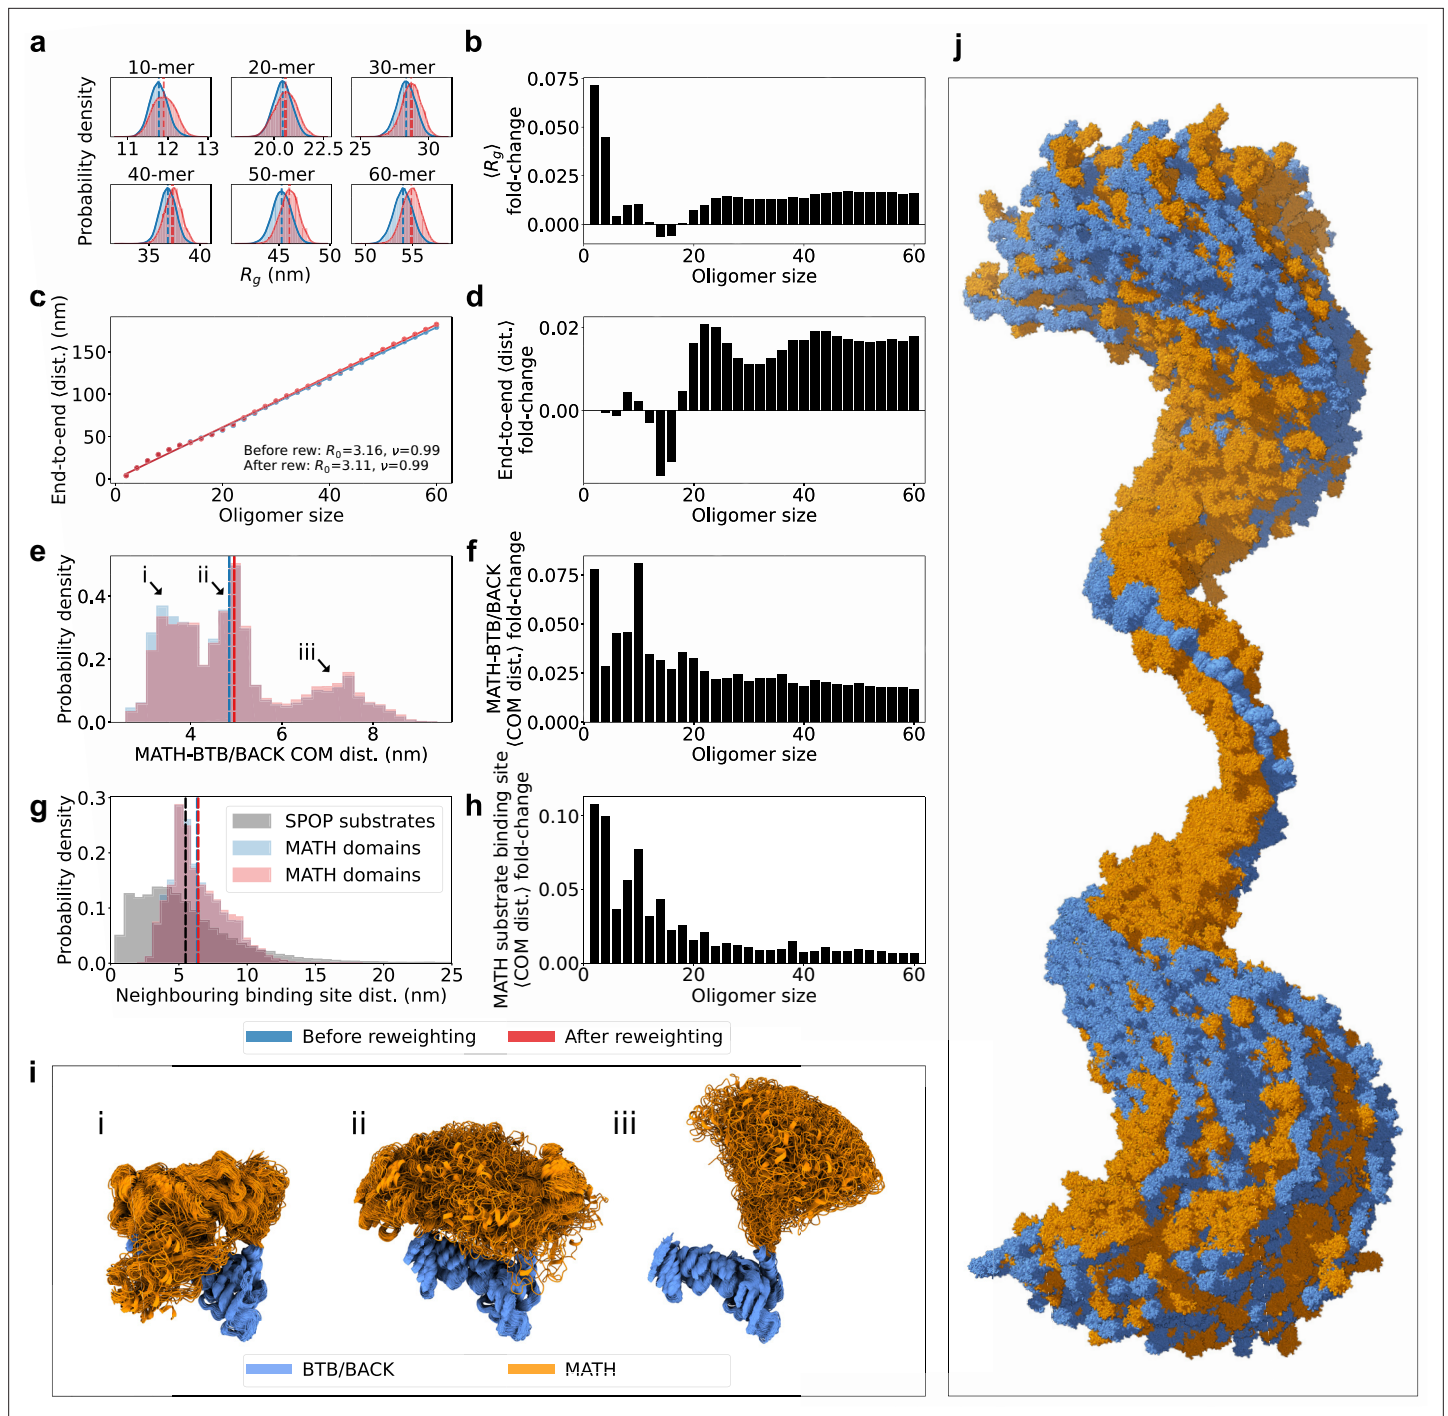 a
10-mer
20-mer
30-mer
Probability density
11 12 13
20.0 22.5
25 30
40-mer
50-mer
60-mer
Probability density
35 40
45 50
50 55
Rg (nm)
b
⟨Rg⟩
fold-change
0.075
0.050
0.025
0.000
0 20 40 60
Oligomer size
c
End-to-end ⟨dist.⟩ (nm)
150
100
50
0
Before rew: R0=3.16, ν=0.99
After rew: R0=3.11, ν=0.99
0 20 40 60
Oligomer size
d
End-to-end ⟨dist.⟩
fold-change
0.02
0.00
0 20 40 60
Oligomer size
e
Probability density
0.4
0.2
0.0
i
ii
iii
4 6 8
MATH-BTB/BACK COM dist. (nm)
f
MATH-BTB/BACK
⟨COM dist.⟩ fold-change
0.075
0.050
0.025
0.000
0 20 40 60
Oligomer size
g
Probability density
0.3
0.2
0.1
0.0
SPOP substrates
MATH domains
MATH domains
0 5 10 15 20 25
Neighbouring binding site dist. (nm)
h
MATH substrate binding site
⟨COM dist.⟩ fold-change
0.10
0.05
0.00
0 20 40 60
Oligomer size
Before reweighting
After reweighting
i
i
ii
iii
BTB/BACK
MATH
j